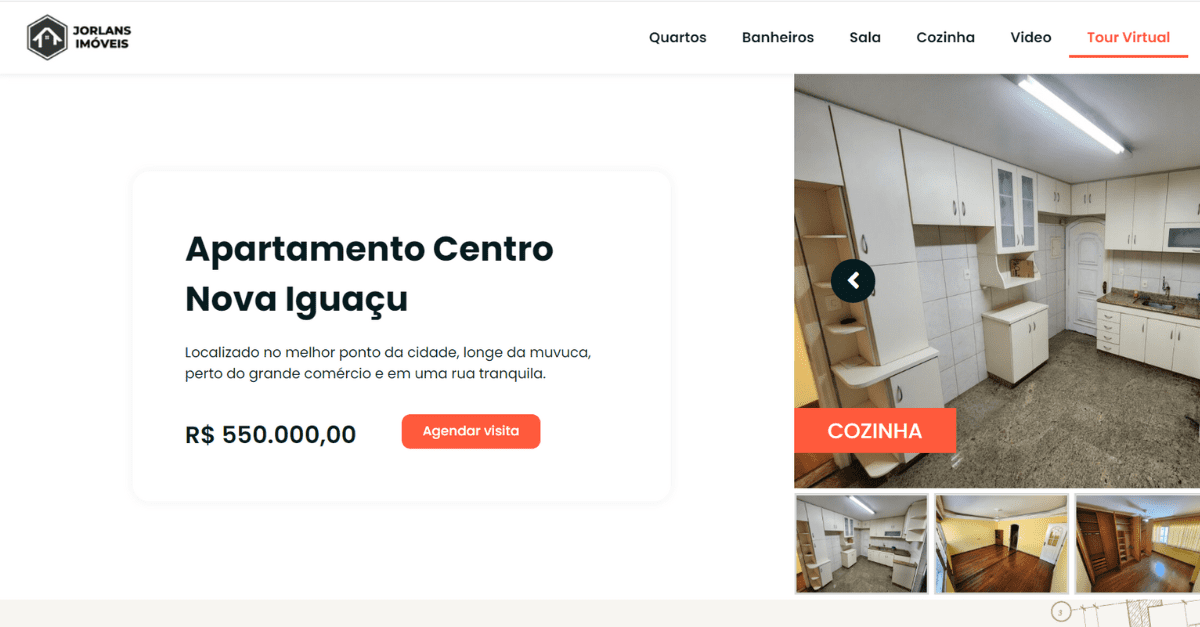 JORLANS
IMÓVEIS
Quartos Banheiros Sala Cozinha Video Tour Virtual
Apartamento Centro
Nova Iguaçu
Localizado no melhor ponto da cidade, longe da muvuca,
perto do grande comércio e em uma rua tranquila.
R$ 550.000,00 Agendar visita
COZINHA
3